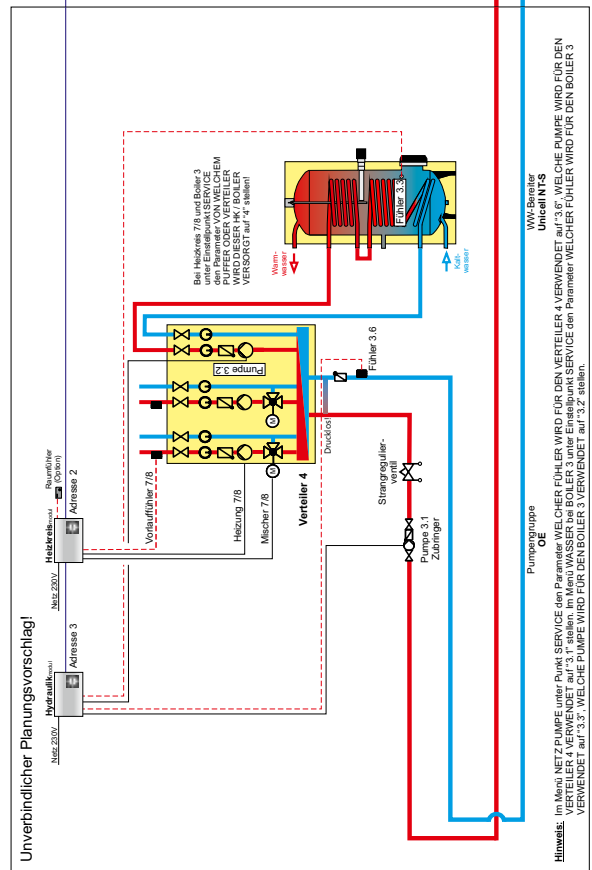 Unverbindlicher Planungsvorschlag!
Netz 230V
Hydraulikmodul
Adresse 3
Netz 230V
Heizkreismodul
Adresse 2
Raumfühler
(Option)
Vorlauffühler 7/8
Heizung 7/8
Mischer 7/8
M
M
Pumpe 3.2
Verteiler 4
Drucklos!
Fühler 3.6
Bei Heizkreis 7/8 und Boiler 3
unter Einstellpunkt SERVICE
den Parameter VON WELCHEM
PUFFER ODER VERTEILER
WIRD DIESER HK / BOILER
VERSORGT auf "4" stellen!
Warm-
wasser
Fühler 3.3
Kalt-
wasser
Strangregulier-
ventil
Pumpe 3.1
Zubringer
Pumpengruppe
OE
WW-Bereiter
Unicell NT-S
Hinweis: Im Menü NETZ PUMPE unter Punkt SERVICE den Parameter WELCHER FÜHLER WIRD FÜR DEN VERTEILER 4 VERWENDET auf "3.6", WELCHE PUMPE WIRD FÜR DEN
VERTEILER 4 VERWENDET auf "3.1" stellen. Im Menü WASSER bei BOILER 3 unter Einstellpunkt SERVICE den Parameter WELCHER FÜHLER WIRD FÜR DEN BOILER 3
VERWENDET auf "3.3", WELCHE PUMPE WIRD FÜR DEN BOILER 3 VERWENDET auf "3.2" stellen.